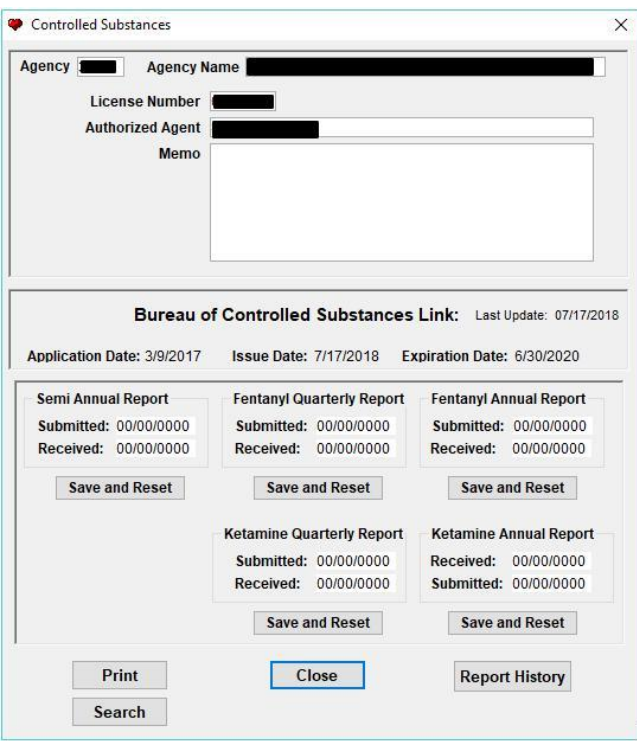 Controlled Substances
Agency Agency Name
License Number
Authorized Agent
Memo
Bureau of Controlled Substances Link: Last Update: 07/17/2018
Application Date: 3/9/2017 Issue Date: 7/17/2018 Expiration Date: 6/30/2020
Semi Annual Report Fentanyl Quarterly Report Fentanyl Annual Report
Submitted: 00/00/0000 Submitted: 00/00/0000 Submitted: 00/00/0000
Received: 00/00/0000 Received: 00/00/0000 Received: 00/00/0000
Save and Reset Save and Reset Save and Reset
Ketamine Quarterly Report Ketamine Annual Report
Submitted: 00/00/0000 Received: 00/00/0000
Received: 00/00/0000 Submitted: 00/00/0000
Save and Reset Save and Reset
Print Close Report History
Search